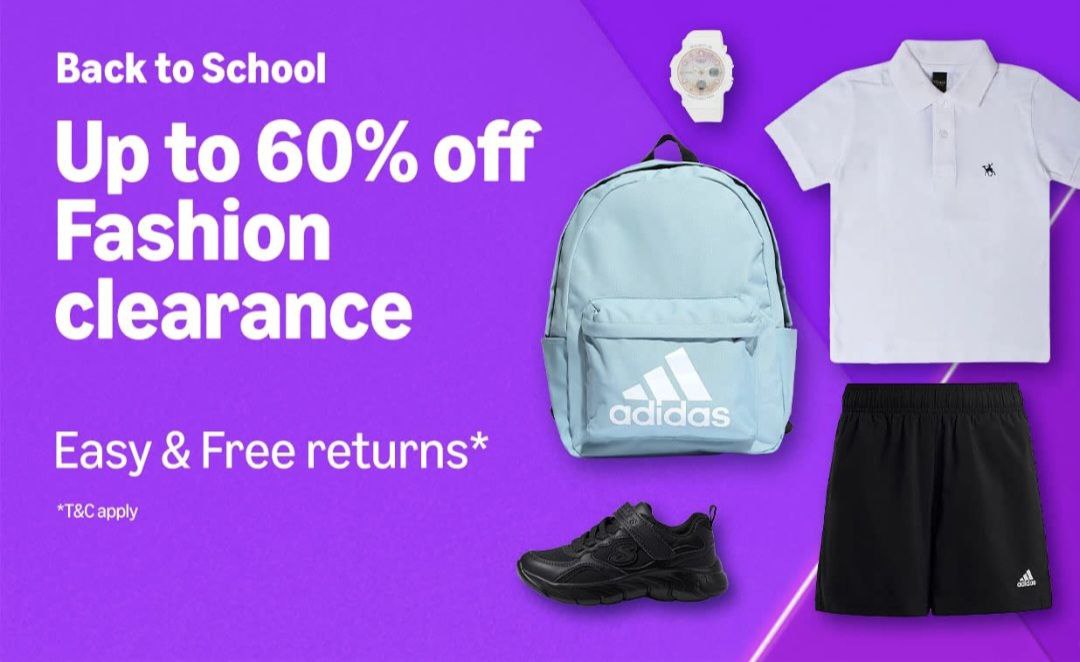 Back to School
Up to 60% off
Fashion
clearance
Easy & Free returns*
*T&C apply
adidas
adidas